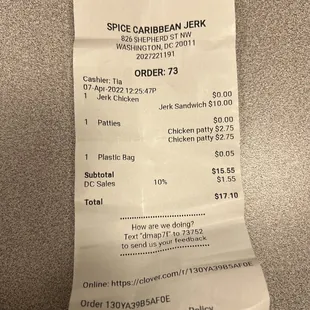 SPICE CARIBBEAN JERK
826 SHEPHERD ST NW
WASHINGTON, DC 20011
2027221191
ORDER: 73
Cashier: Tia
07-Apr-2022 12:25:47P
1 Jerk Chicken $0.00
Jerk Sandwich $10.00
1 Patties $0.00
Chicken patty $2.75
Chicken patty $2.75
1 Plastic Bag $0.05
Subtotal $15.55
DC Sales 10% $1.55
Total $17.10
How are we doing?
Text "dmap7f" to 73752
to send us your feedback
Online: https://clover.com/r/130YA39B5AF0E
Order 130YA39B5AF0E
Policy